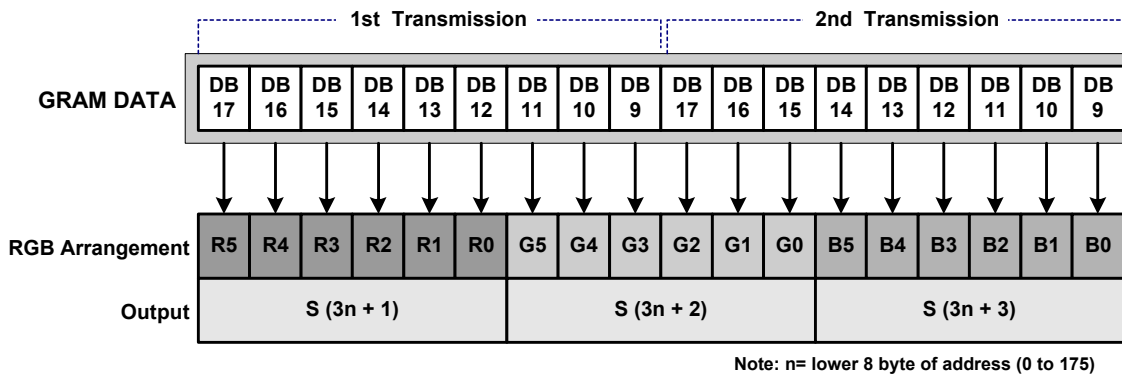 1st Transmission 2nd Transmission
GRAM DATA DB 17 DB 16 DB 15 DB 14 DB 13 DB 12 DB 11 DB 10 DB 9 DB 17 DB 16 DB 15 DB 14 DB 13 DB 12 DB 11 DB 10 DB 9
RGB Arrangement R5 R4 R3 R2 R1 R0 G5 G4 G3 G2 G1 G0 B5 B4 B3 B2 B1 B0
Output S (3n + 1) S (3n + 2) S (3n + 3)
Note: n= lower 8 byte of address (0 to 175)